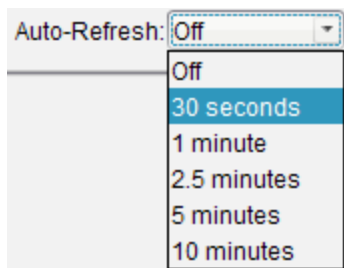 Auto-Refresh: Off
Off
30 seconds
1 minute
2.5 minutes
5 minutes
10 minutes